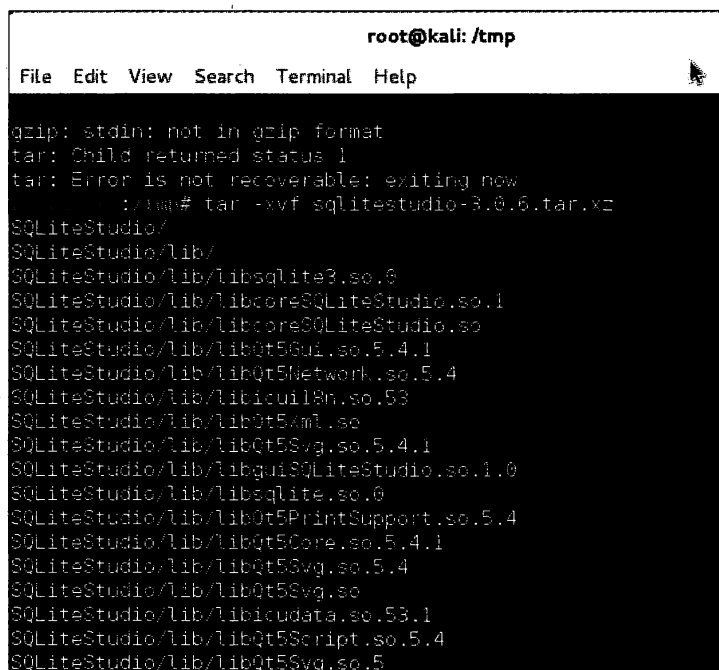 root@kali: /tmp
File Edit View Search Terminal Help
gzip: stdin: not in gzip format
tar: Child returned status 1
tar: Error is not recoverable: exiting now
:/tmp# tar -xvf sqlitestudio-3.0.6.tar.xz
SQLiteStudio/
SQLiteStudio/lib/
SQLiteStudio/lib/libsqlite3.so.0
SQLiteStudio/lib/libcoreSQLiteStudio.so.1
SQLiteStudio/lib/libcoreSQLiteStudio.so
SQLiteStudio/lib/libQt5Gui.so.5.4.1
SQLiteStudio/lib/libQt5Network.so.5.4
SQLiteStudio/lib/libicui18n.so.53
SQLiteStudio/lib/libQt5Xml.so
SQLiteStudio/lib/libQt5Svg.so.5.4.1
SQLiteStudio/lib/libguiSQLiteStudio.so.1.0
SQLiteStudio/lib/libsqlite.so.0
SQLiteStudio/lib/libQt5PrintSupport.so.5.4
SQLiteStudio/lib/libQt5Core.so.5.4.1
SQLiteStudio/lib/libQt5Svg.so.5.4
SQLiteStudio/lib/libQt5Svg.so
SQLiteStudio/lib/libicudata.so.53.1
SQLiteStudio/lib/libQt5Script.so.5.4
SQLiteStudio/lib/libQt5Svg.so.5